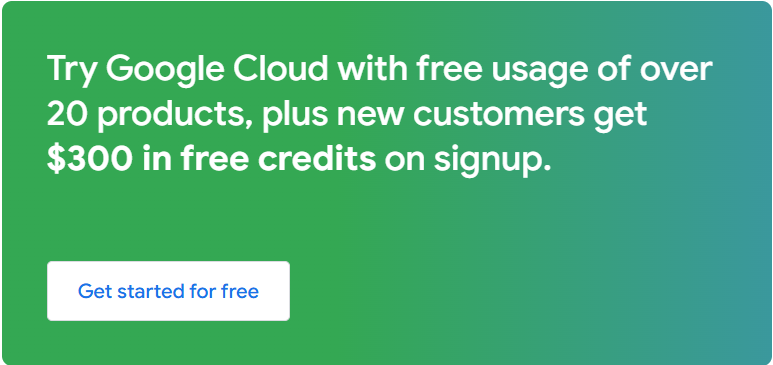 Try Google Cloud with free usage of over
20 products, plus new customers get
$300 in free credits on signup.
Get started for free